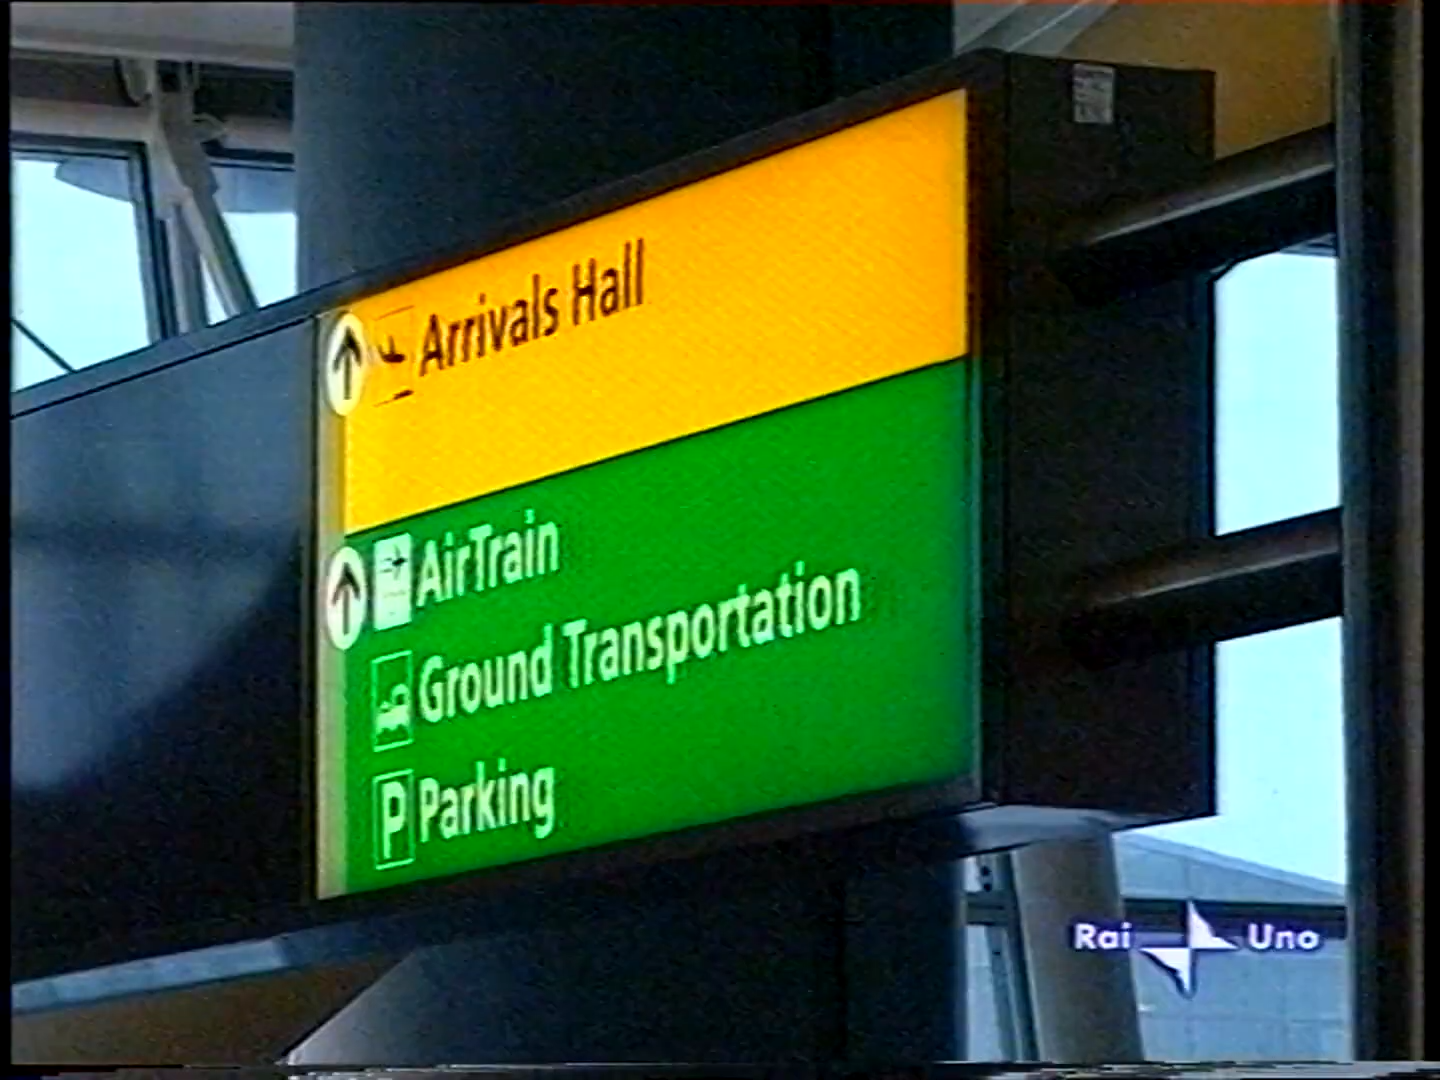 Arrivals Hall
AirTrain
Ground Transportation
P Parking
Rai Uno